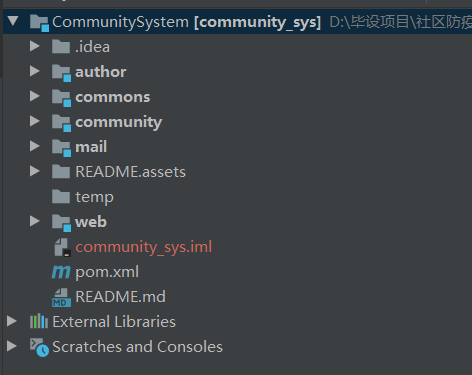 CommunitySystem [community_sys] D:\毕设项目\社区防疫
.idea
author
commons
community
mail
README.assets
temp
web
community_sys.iml
pom.xml
README.md
External Libraries
Scratches and Consoles